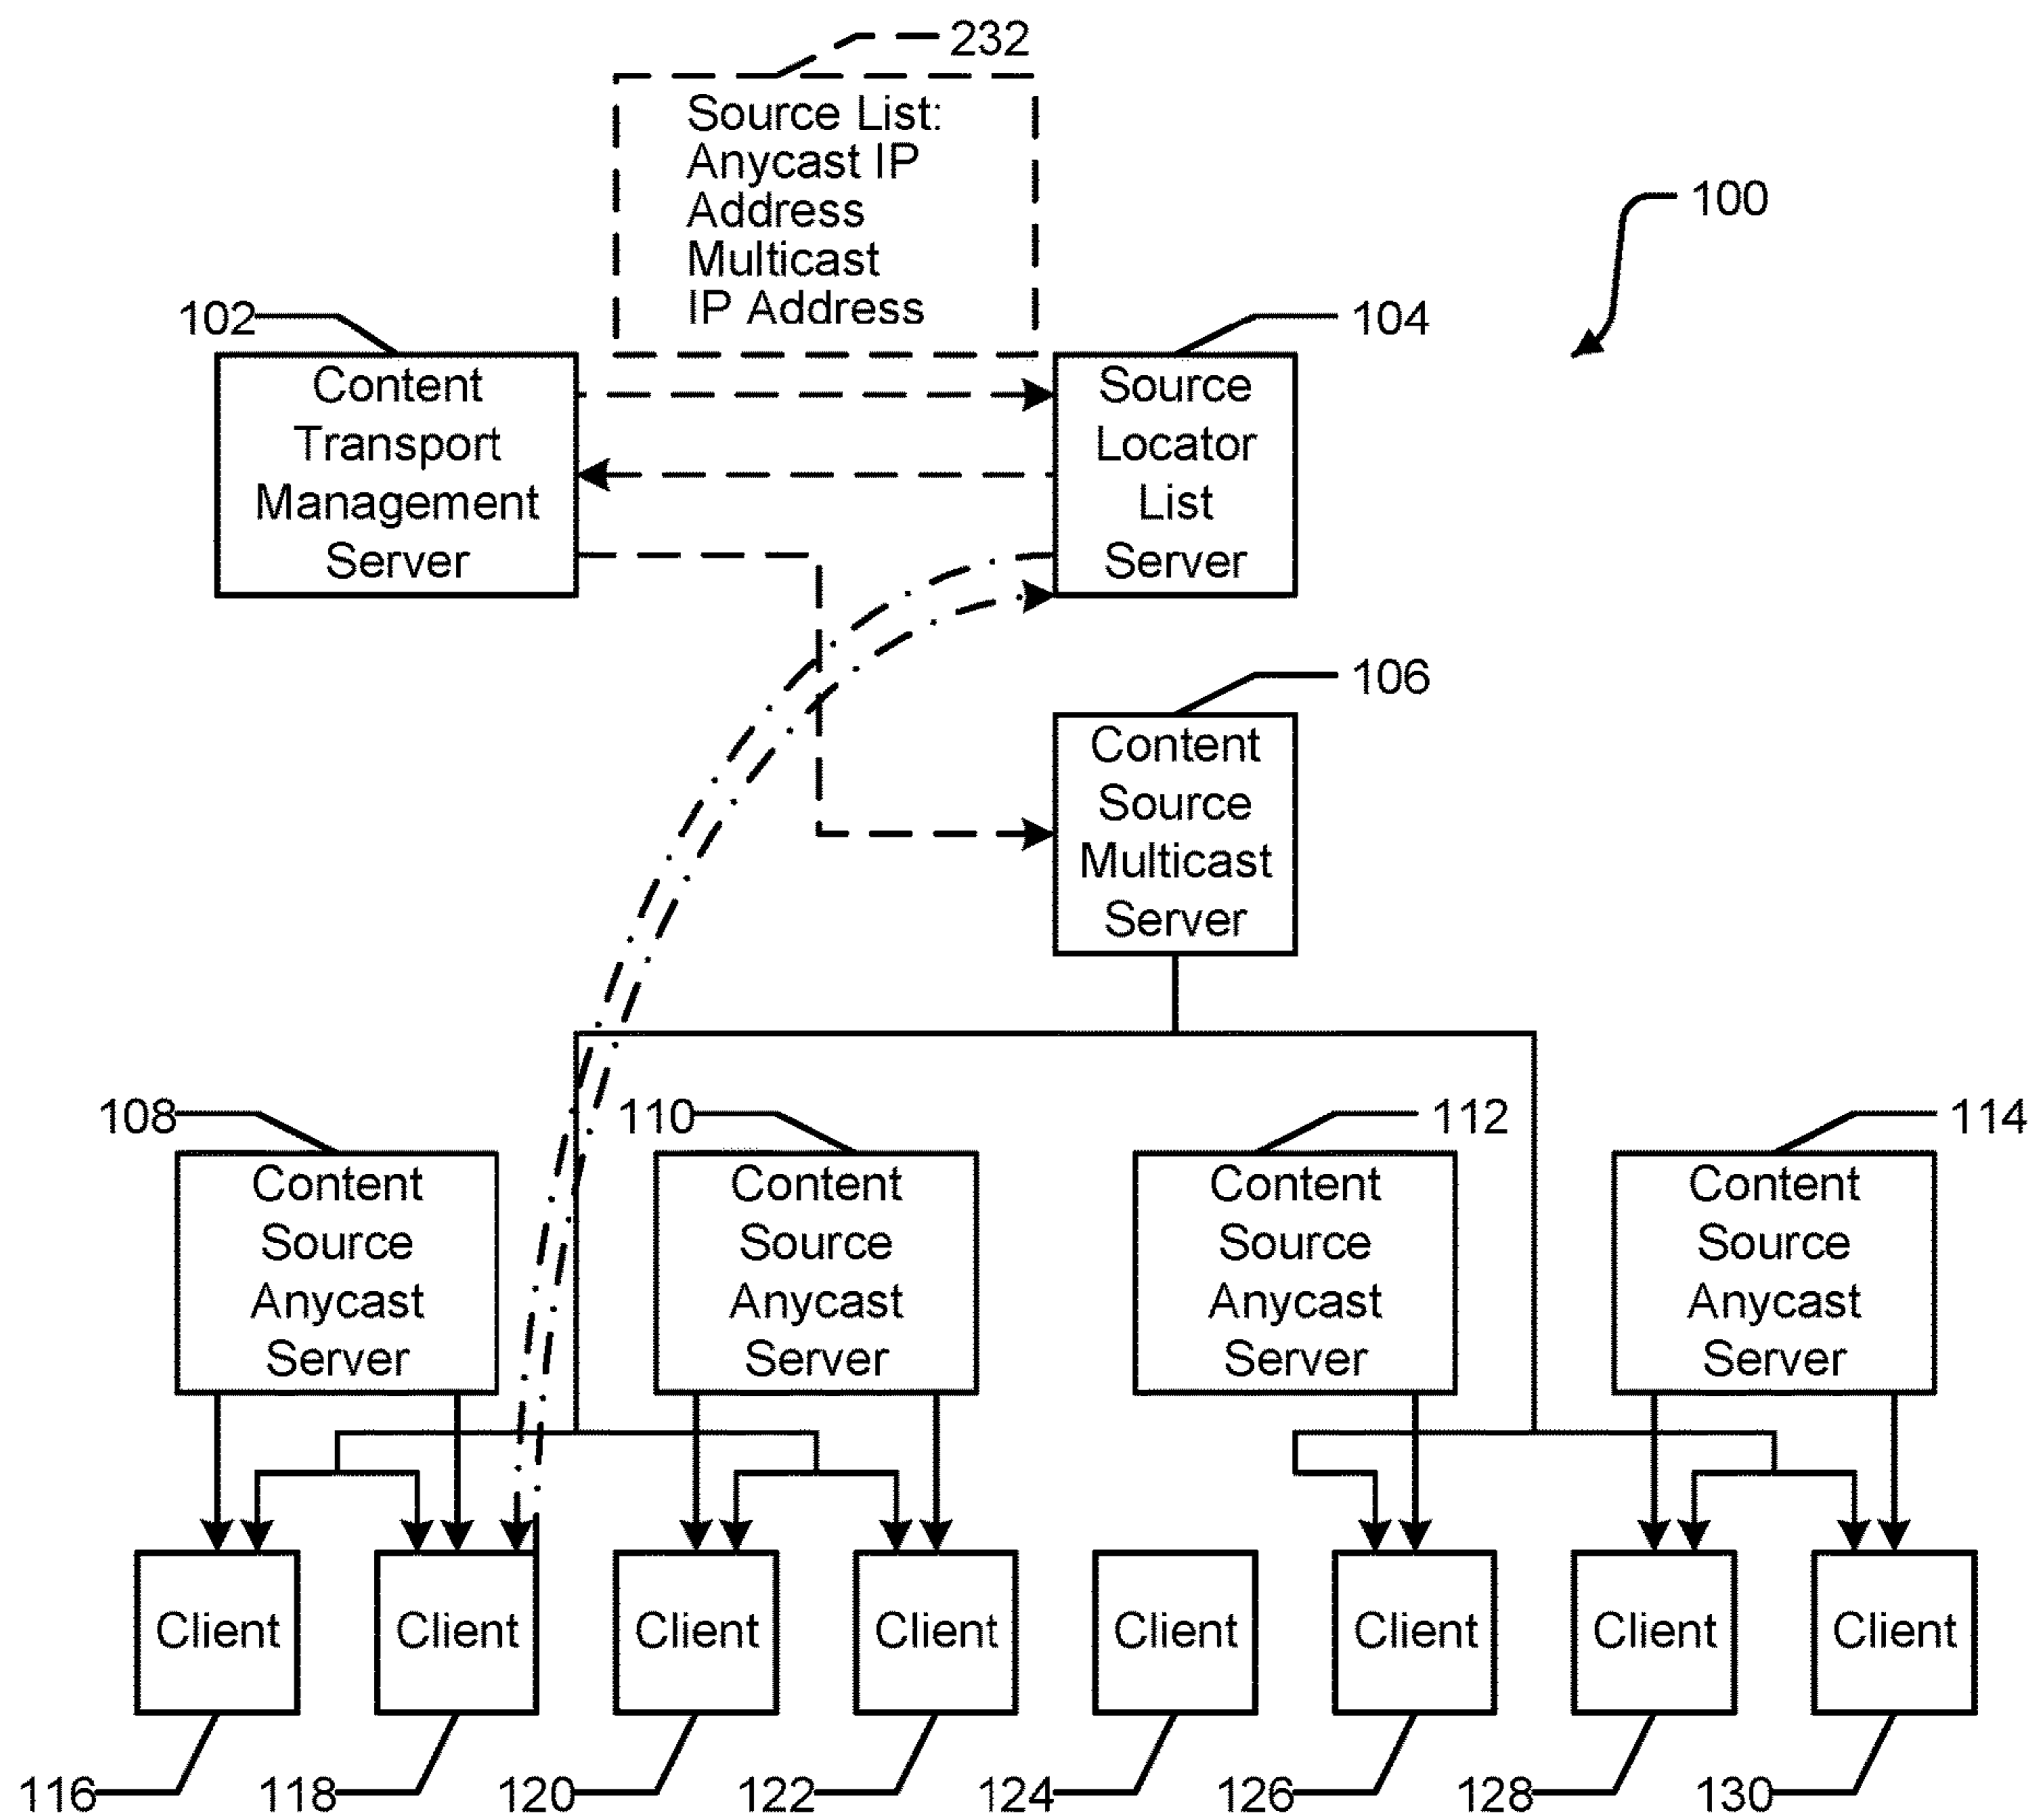 232
Source List:
Anycast IP
Address
Multicast
IP Address
100
102
104
Content
Transport
Management
Server
Source
Locator
List
Server
106
Content
Source
Multicast
Server
108
110
112
114
Content
Source
Anycast
Server
Content
Source
Anycast
Server
Content
Source
Anycast
Server
Content
Source
Anycast
Server
Client
Client
Client
Client
Client
Client
Client
Client
116
118
120
122
124
126
128
130